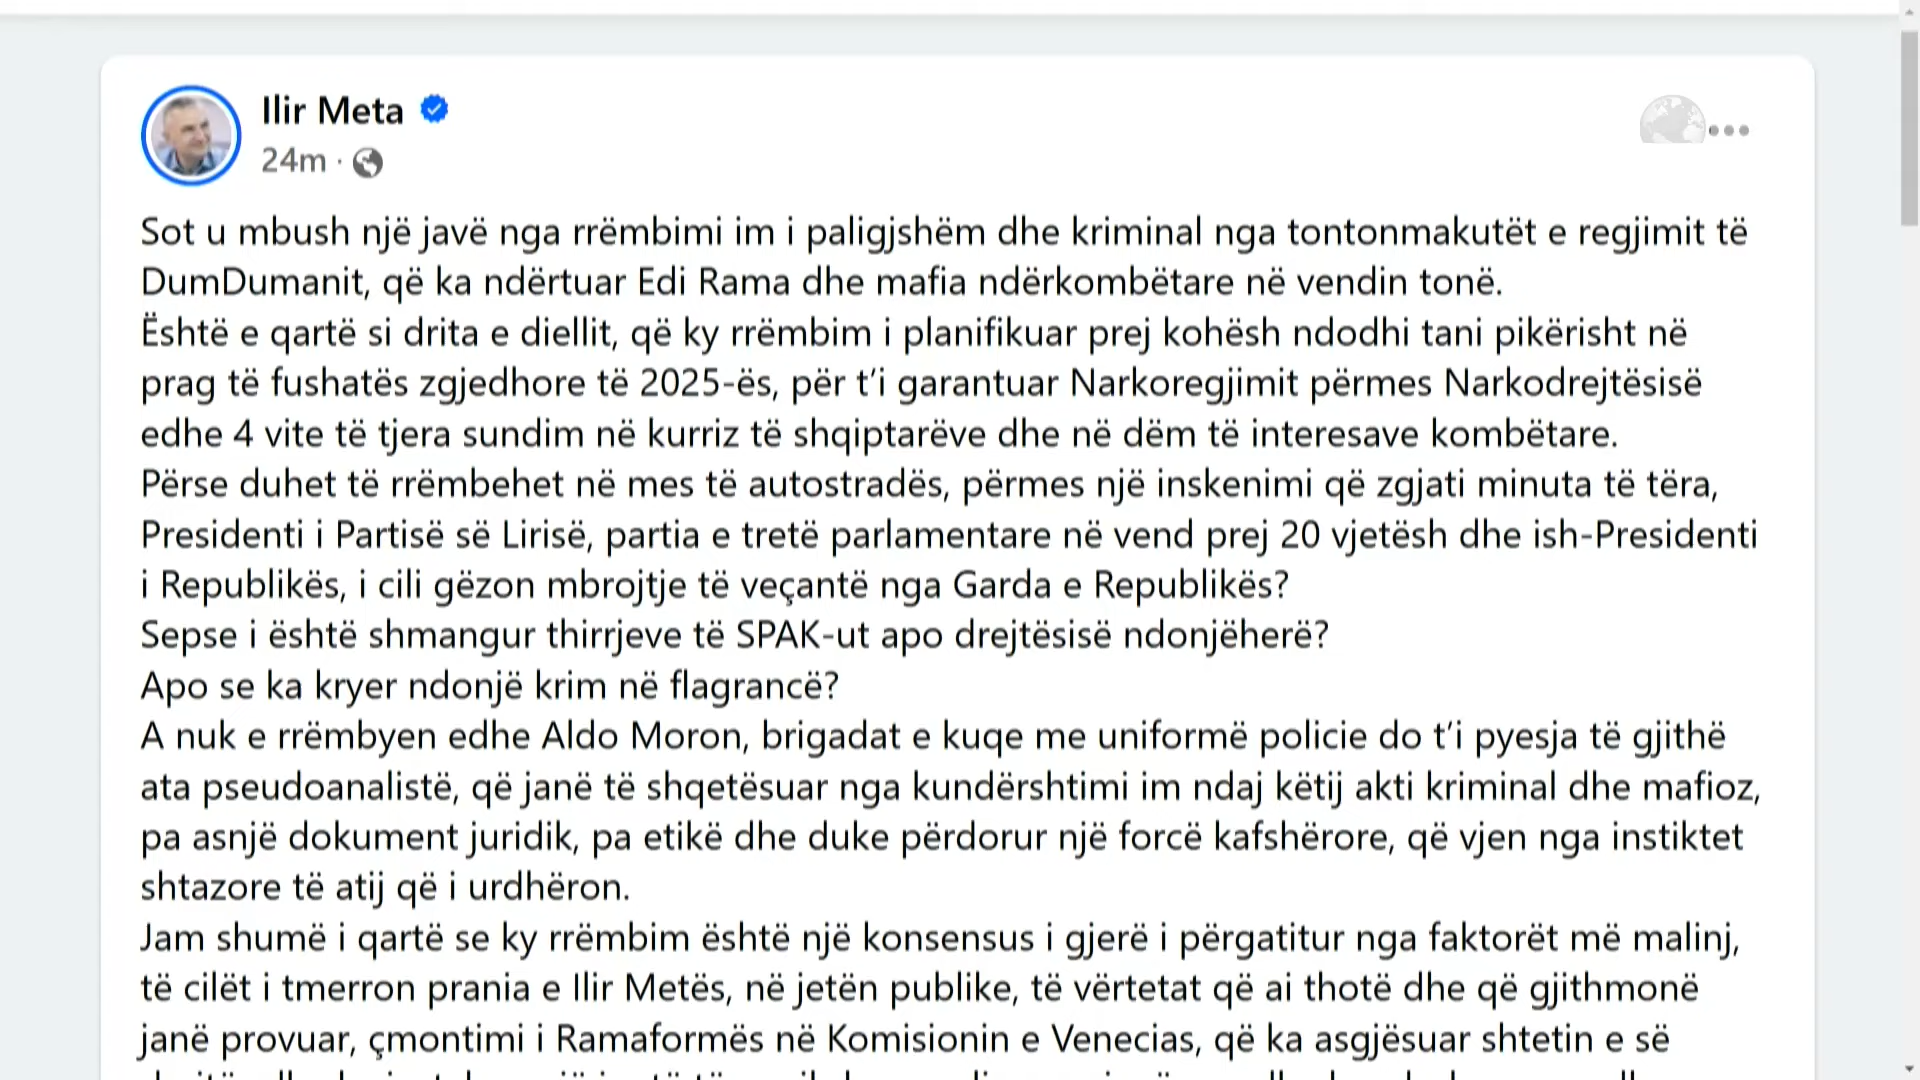 Ilir Meta
24m ·
Sot u mbush një javë nga rrëmbimi im i paligjshëm dhe kriminal nga tontonmakutët e regjimit të
DumDumanit, që ka ndërtuar Edi Rama dhe mafia ndërkombëtare në vendin tonë.
Është e qartë si drita e diellit, që ky rrëmbim i planifikuar prej kohësh ndodhi tani pikërisht në
prag të fushatës zgjedhore të 2025-ës, për t’i garantuar Narkoregjimit përmes Narkodrejtësisë
edhe 4 vite të tjera sundim në kurriz të shqiptarëve dhe në dëm të interesave kombëtare.
Përse duhet të rrëmbehet në mes të autostradës, përmes një inskenimi që zgjati minuta të tëra,
Presidenti i Partisë së Lirisë, partia e tretë parlamentare në vend prej 20 vjetësh dhe ish-Presidenti
i Republikës, i cili gëzon mbrojtje të veçantë nga Garda e Republikës?
Sepse i është shmangur thirrjeve të SPAK-ut apo drejtësisë ndonjëherë?
Apo se ka kryer ndonjë krim në flagrancë?
A nuk e rrëmbyen edhe Aldo Moron, brigadat e kuqe me uniformë policie do t’i pyesja të gjithë
ata pseudoanalistë, që janë të shqetësuar nga kundërshtimi im ndaj këtij akti kriminal dhe mafioz,
pa asnjë dokument juridik, pa etikë dhe duke përdorur një forcë kafshërore, që vjen nga instiktet
shtazore të atij që i urdhëron.
Jam shumë i qartë se ky rrëmbim është një konsensus i gjerë i përgatitur nga faktorët më malinj,
të cilët i tmerron prania e Ilir Metës, në jetën publike, të vërtetat që ai thotë dhe që gjithmonë
janë provuar, çmontimi i Ramaformës në Komisionin e Venecias, që ka asgjësuar shtetin e së